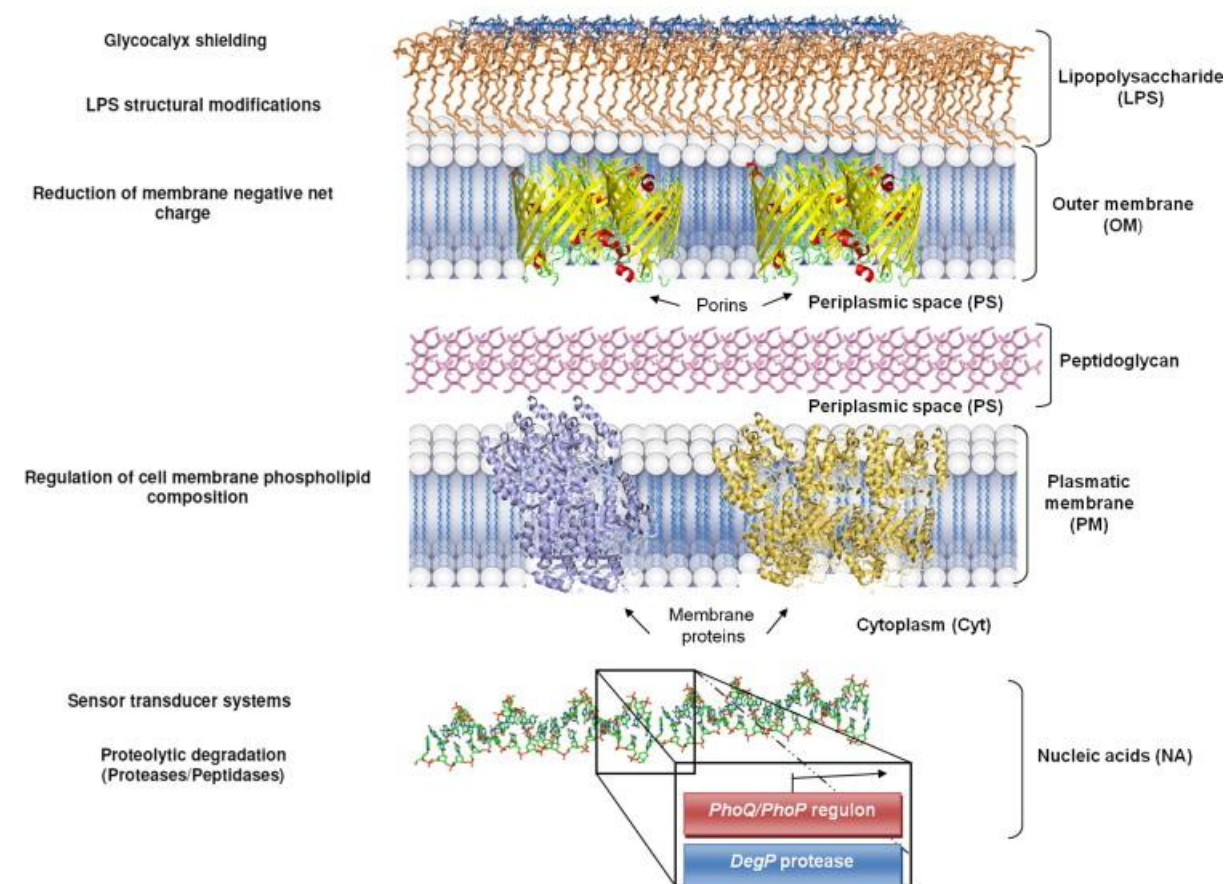 Glycocalyx shielding
LPS structural modifications
Lipopolysaccharide
(LPS)
Reduction of membrane negative net
charge
Outer membrane
(OM)
Porins
Periplasmic space (PS)
Peptidoglycan
Periplasmic space (PS)
Regulation of cell membrane phospholipid
composition
Plasmatic
membrane
(PM)
Membrane
proteins
Cytoplasm (Cyt)
Sensor transducer systems
Proteolytic degradation
(Proteases/Peptidases)
Nucleic acids (NA)
PhoQ/PhoP regulon
DegP protease